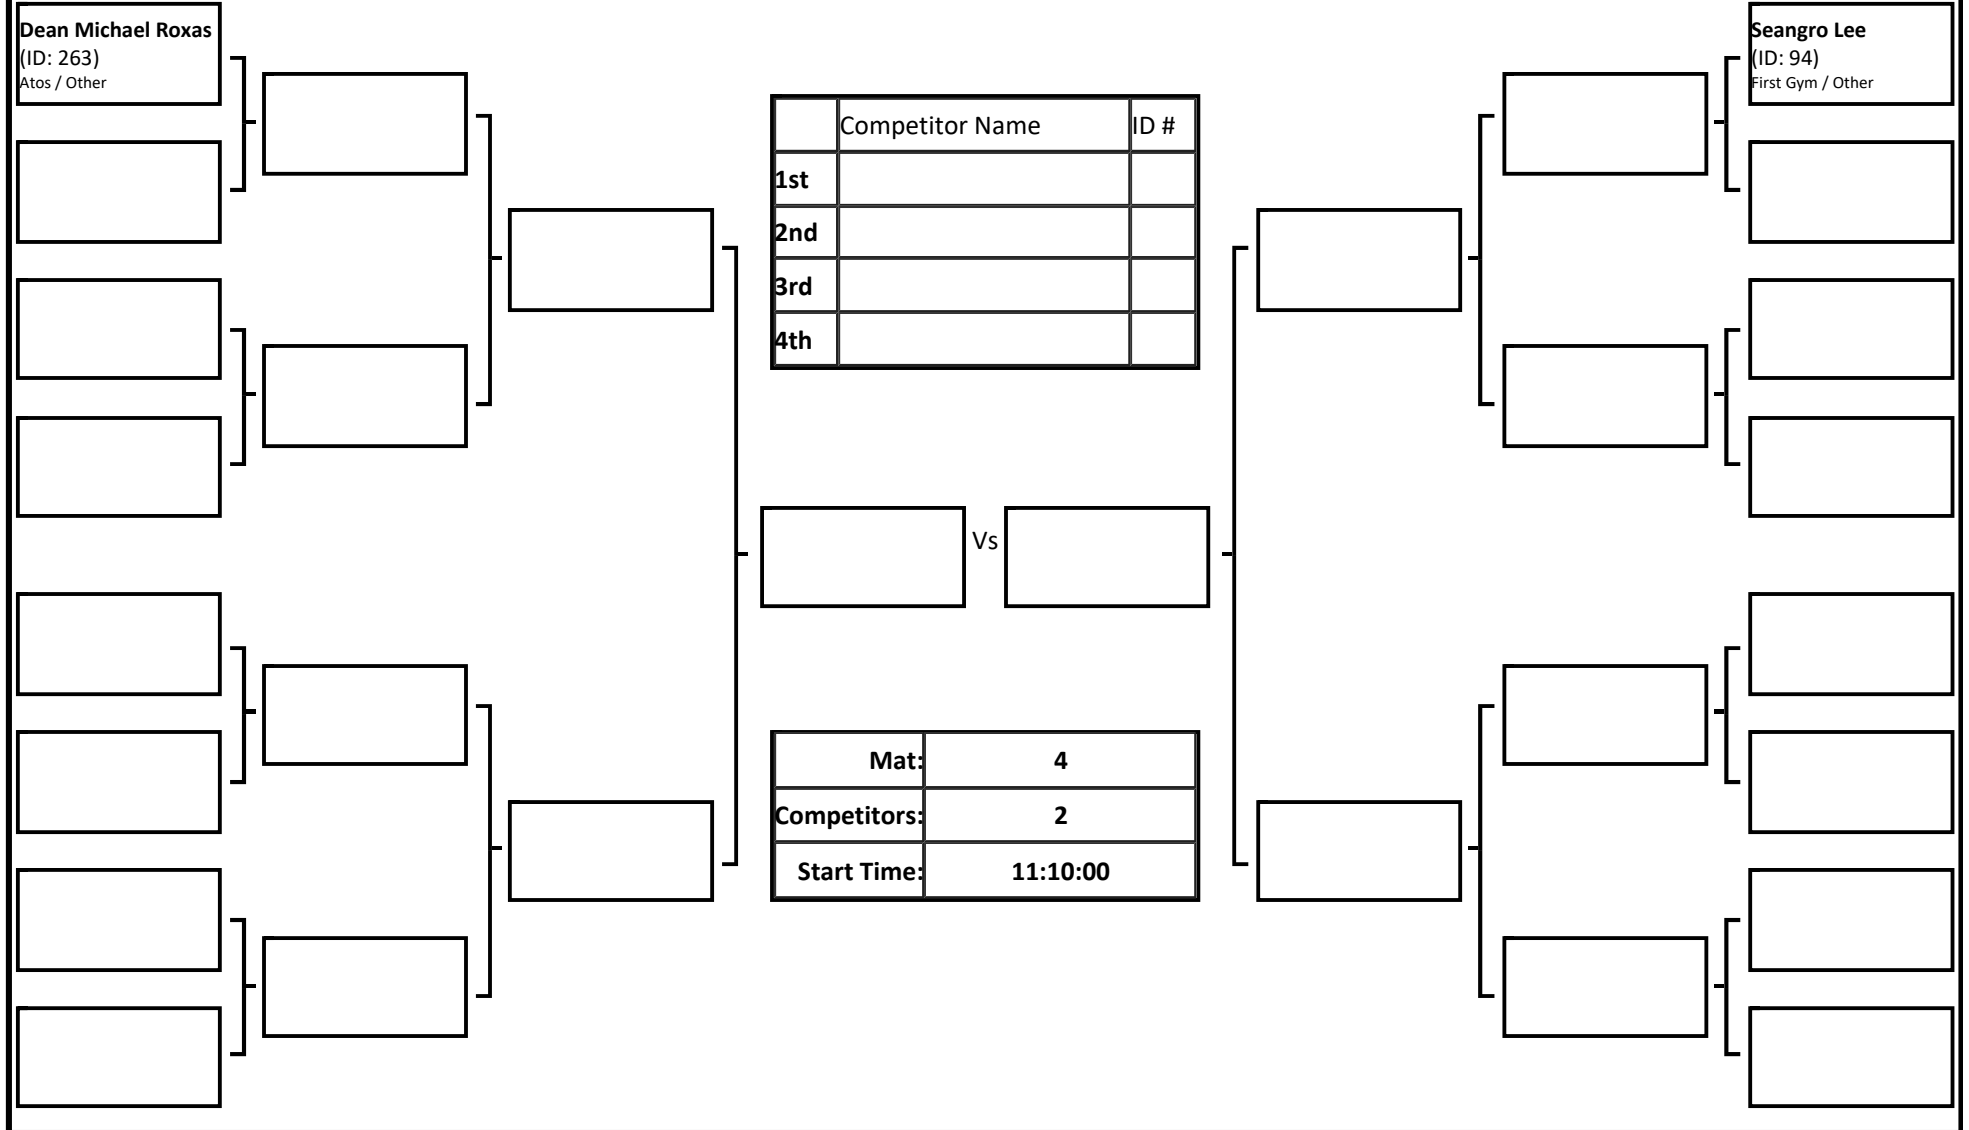 Dean Michael Roxas
(ID: 263)
Atos / Other
Seangro Lee
(ID: 94)
First Gym / Other
Competitor Name ID #
1st
2nd
3rd
4th
Vs
Mat: 4
Competitors: 2
Start Time: 11:10:00